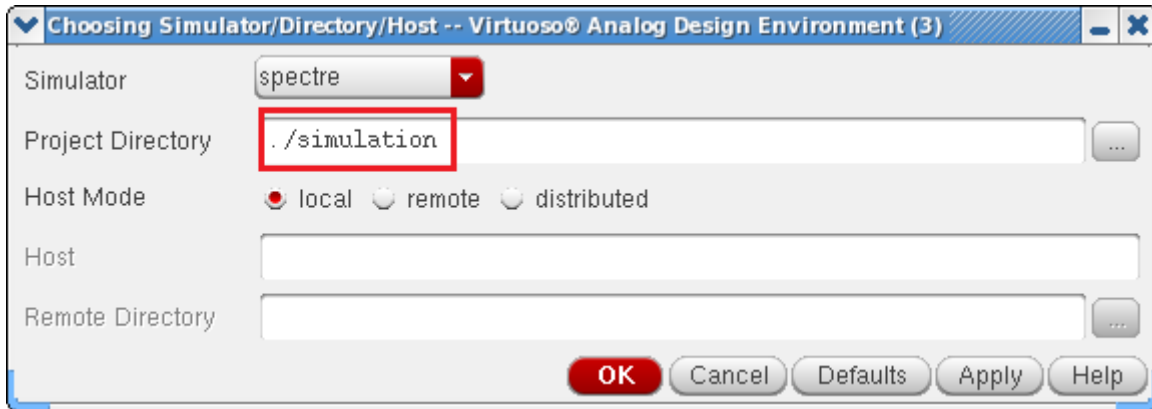 Choosing Simulator/Directory/Host -- Virtuoso® Analog Design Environment (3)
Simulator spectre
Project Directory ./simulation ...
Host Mode local remote distributed
Host
Remote Directory ...
OK Cancel Defaults Apply Help